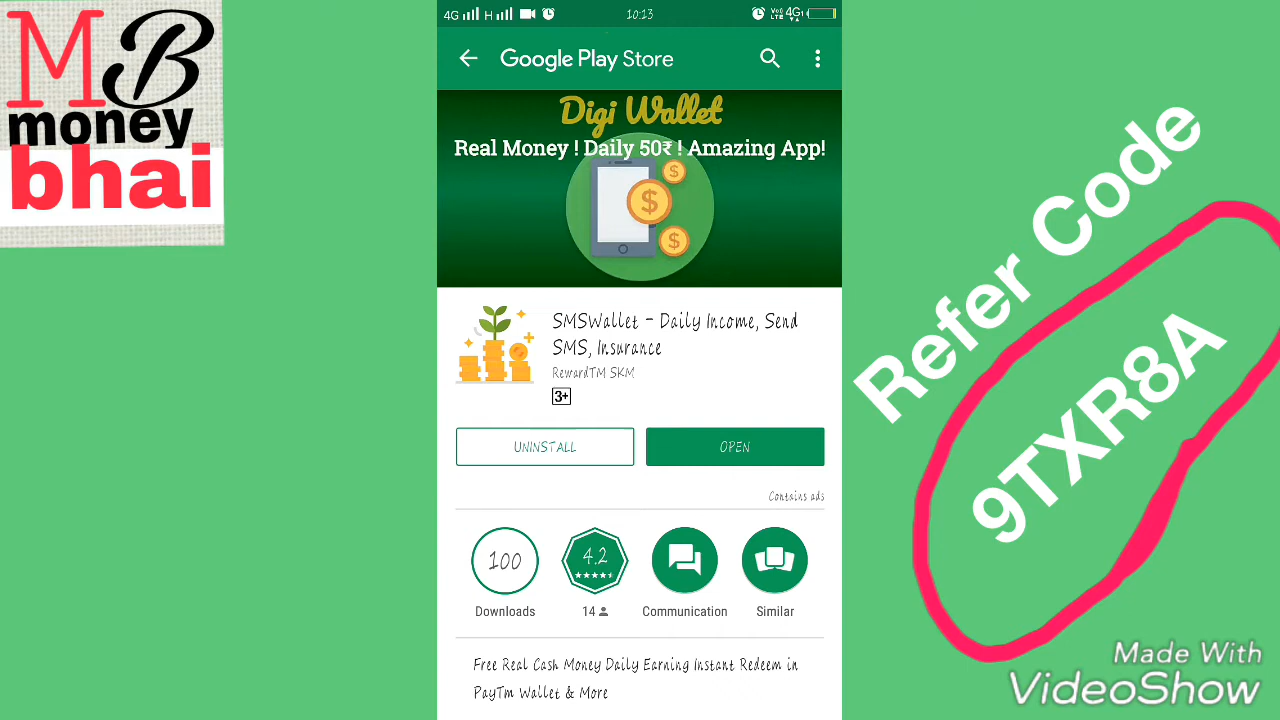 MB
money
bhai
4G H 10:13 4G
Google Play Store
Digi Wallet
Real Money ! Daily 50₹ ! Amazing App!
SMSWallet - Daily Income, Send
SMS, Insurance
RewardTM SKM
3+
UNINSTALL OPEN
Contains ads
100 4.2
Downloads 14 Communication Similar
Free Real Cash Money Daily Earning Instant Redeem in
PayTm Wallet & More
Refer Code
9TXR8A
Made With
VideoShow